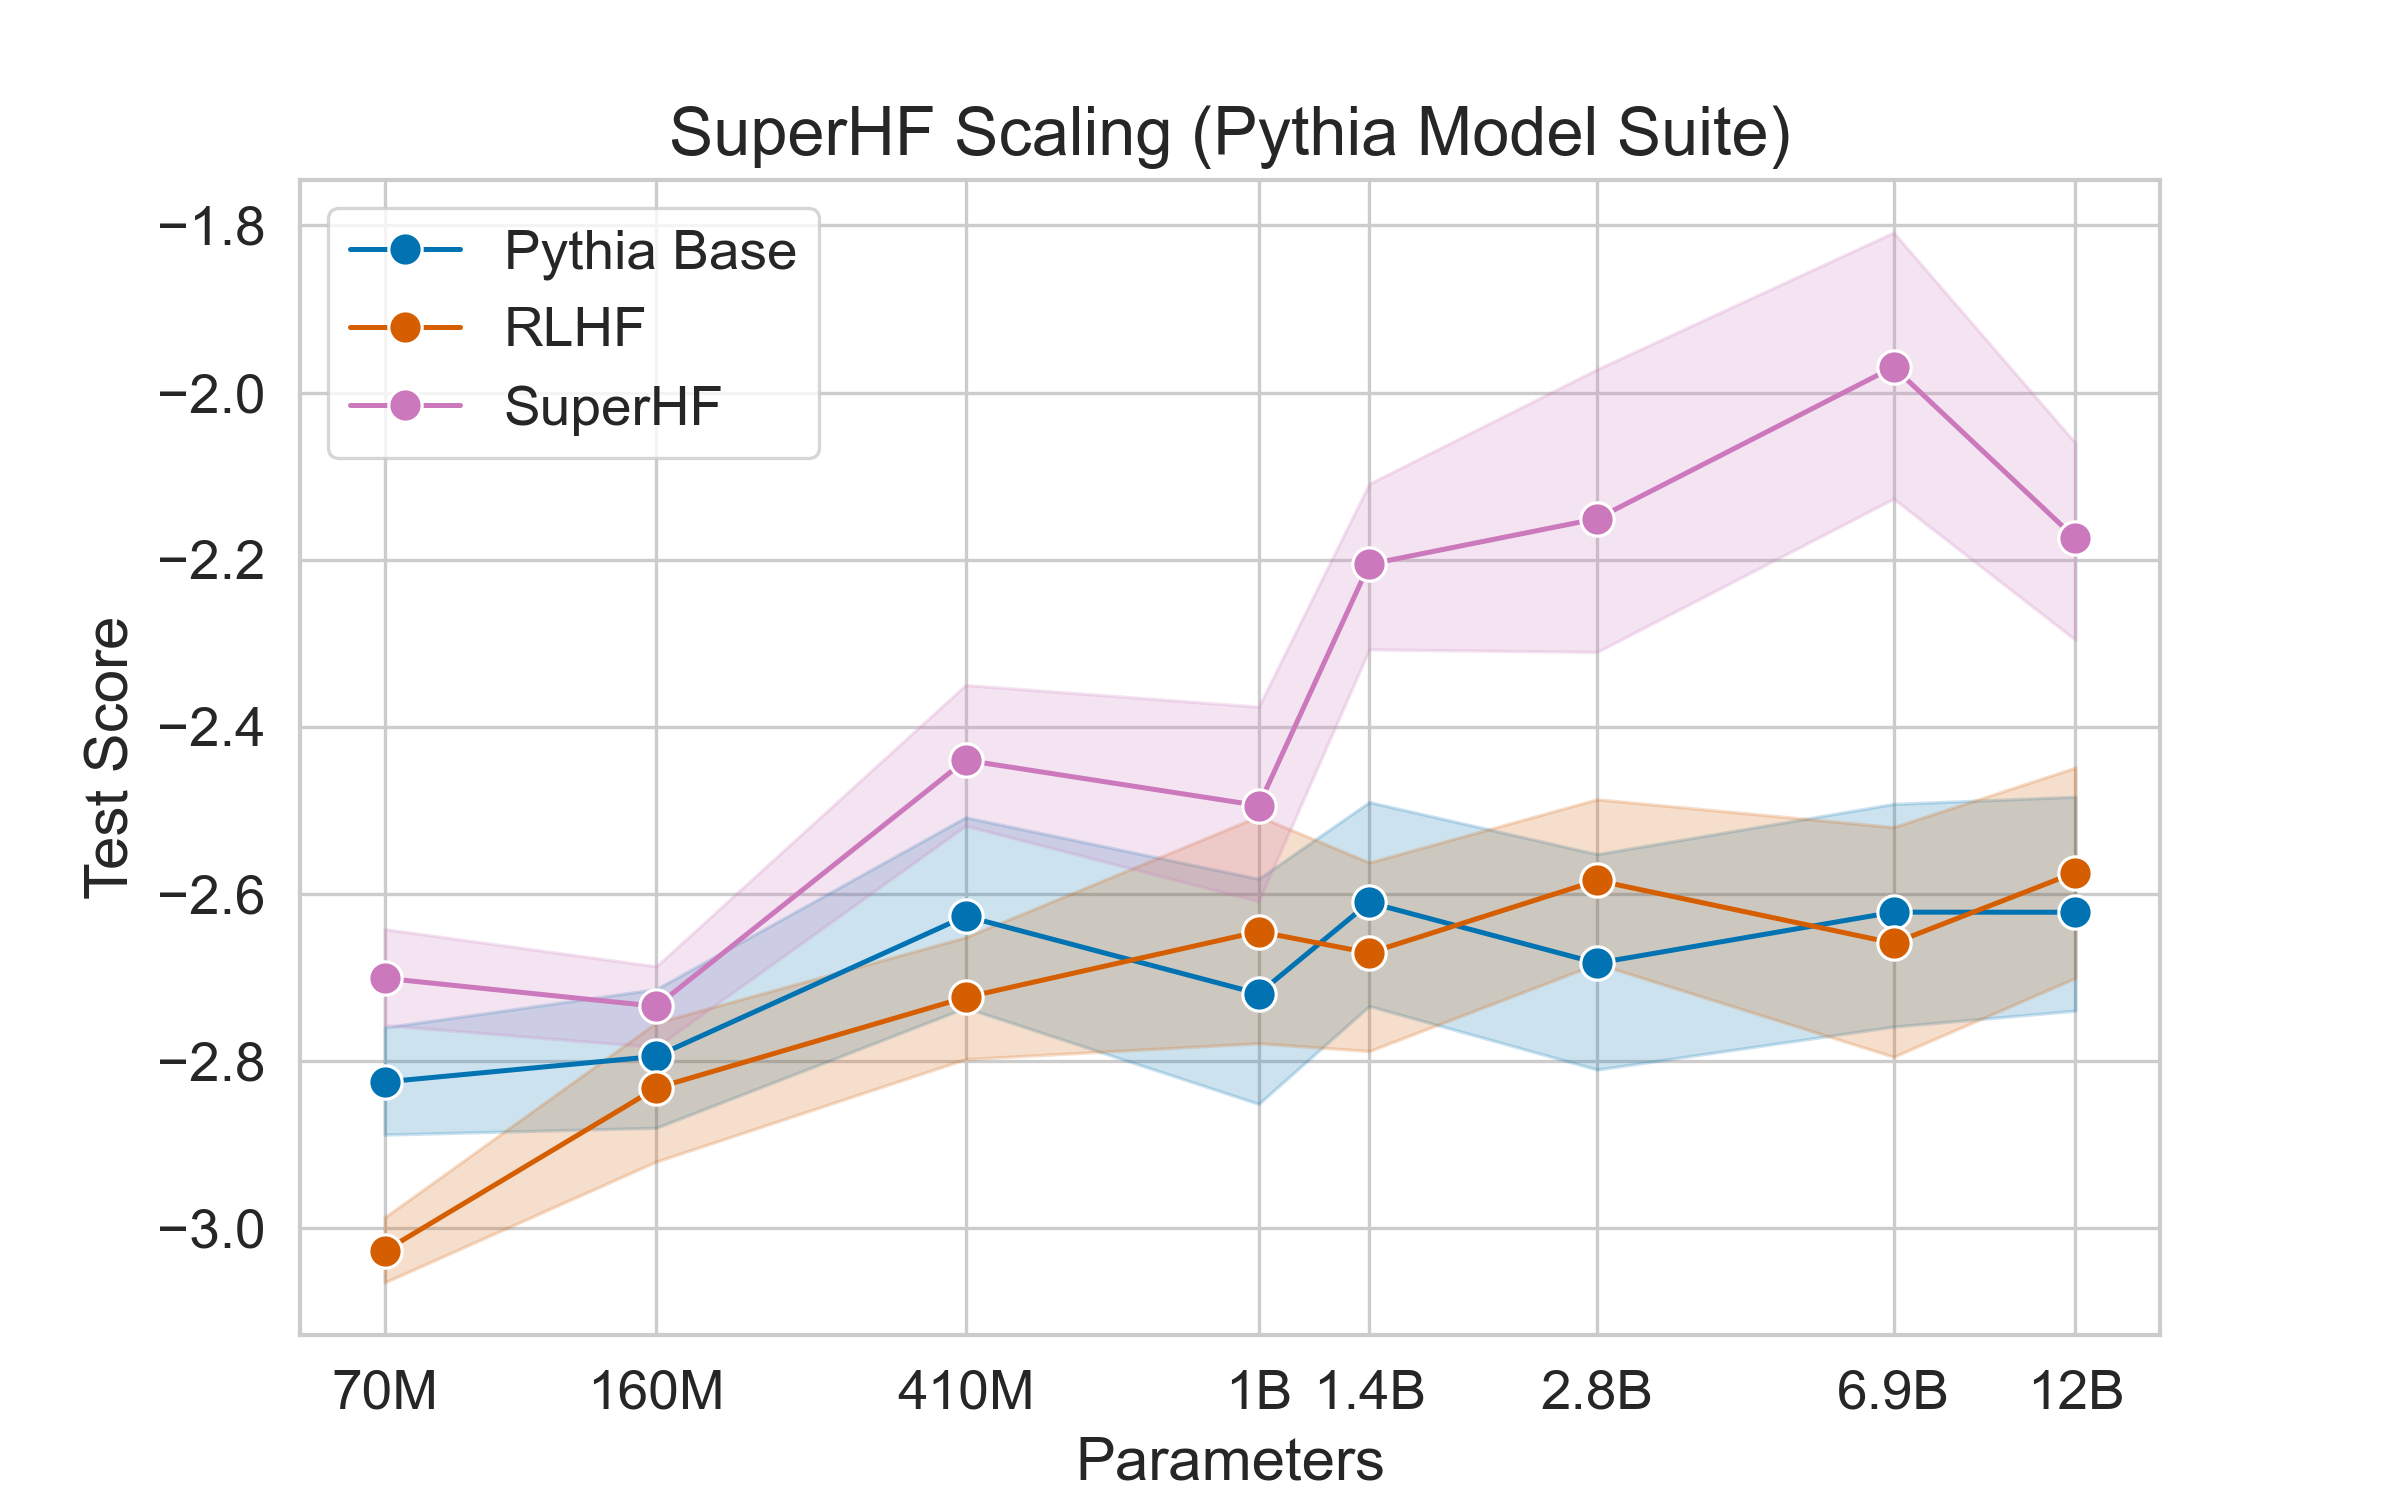 SuperHF Scaling (Pythia Model Suite)
−1.8
−2.0
−2.2
−2.4
−2.6
−2.8
−3.0
Test Score
Pythia Base
RLHF
SuperHF
70M 160M 410M 1B 1.4B 2.8B 6.9B 12B
Parameters